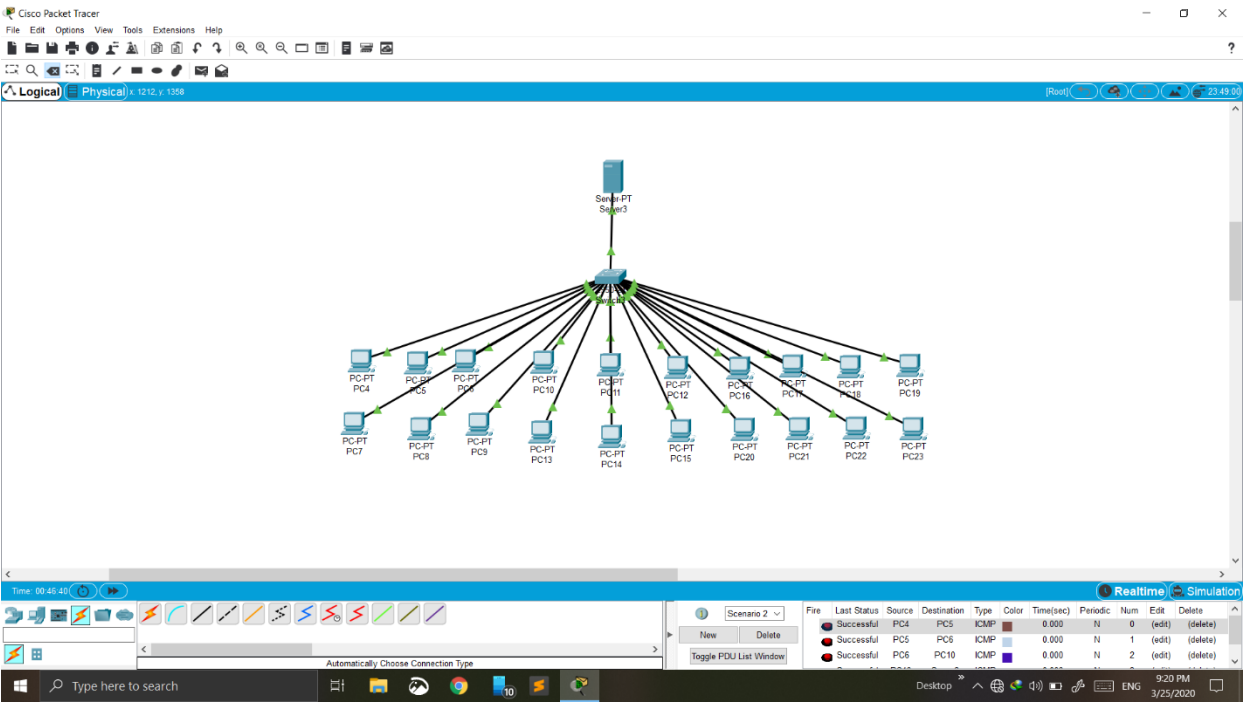 Cisco Packet Tracer
File Edit Options View Tools Extensions Help
?
Logical Physical x: 1212, y: 1358 [Root] 23:49:00
Server-PT
Server3
Switch3
PC-PT
PC4
PC-PT
PC5
PC-PT
PC6
PC-PT
PC10
PC-PT
PC11
PC-PT
PC12
PC-PT
PC16
PC-PT
PC17
PC-PT
PC18
PC-PT
PC19
PC-PT
PC7
PC-PT
PC8
PC-PT
PC9
PC-PT
PC13
PC-PT
PC14
PC-PT
PC15
PC-PT
PC20
PC-PT
PC21
PC-PT
PC22
PC-PT
PC23
Time: 00:46:40 Realtime Simulation
Scenario 2
New Delete
Toggle PDU List Window
Fire Last Status Source Destination Type Color Time(sec) Periodic Num Edit Delete
Successful PC4 PC5 ICMP 0.000 N 0 (edit) (delete)
Successful PC5 PC6 ICMP 0.000 N 1 (edit) (delete)
Successful PC6 PC10 ICMP 0.000 N 2 (edit) (delete)
Automatically Choose Connection Type
Type here to search
10
Desktop
ENG
9:20 PM
3/25/2020